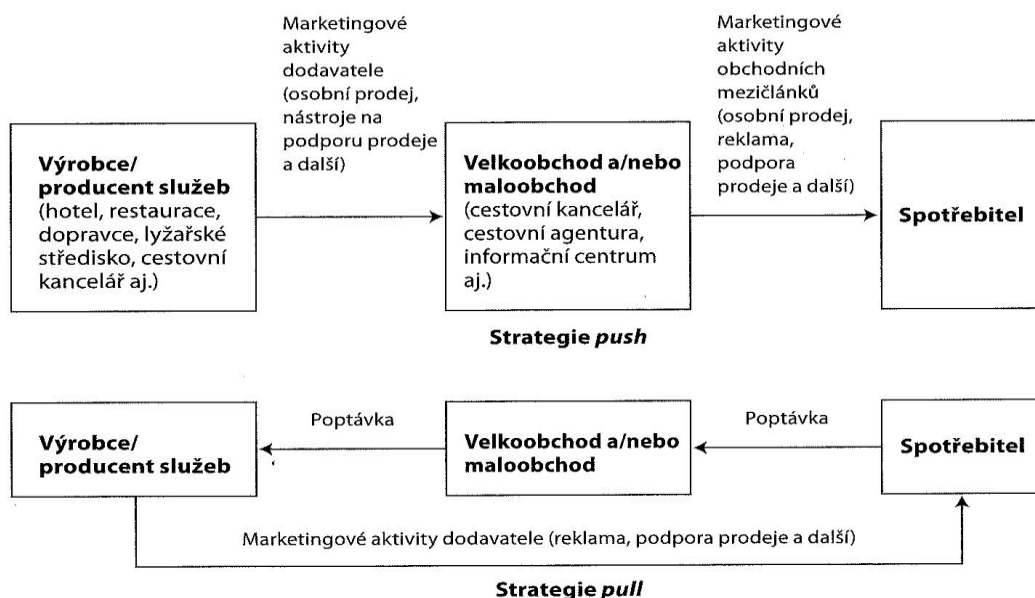 Marketingové
aktivity
dodavatele
(osobní prodej,
nástroje na
podporu prodeje
a další)
Marketingové
aktivity
obchodních
mezičlánků
(osobní prodej,
reklama,
podpora
prodeje a další)
Výrobce/
producent služeb
(hotel, restaurace,
dopravce, lyžařské
středisko, cestovní
kancelář aj.)
Velkoobchod a/nebo
maloobchod
(cestovní kancelář,
cestovní agentura,
informační centrum
aj.)
Spotřebitel
Strategie push
Výrobce/
producent služeb
Poptávka
Velkoobchod a/nebo
maloobchod
Poptávka
Spotřebitel
Marketingové aktivity dodavatele (reklama, podpora prodeje a další)
Strategie pull